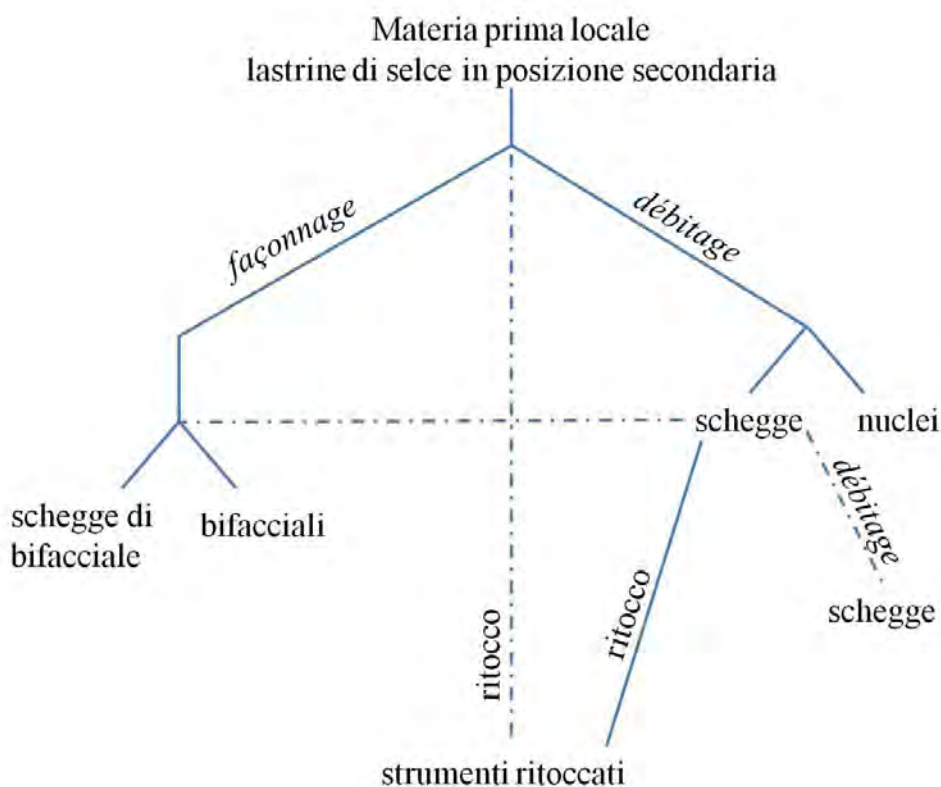 Materia prima locale
lastrine di selce in posizione secondaria
façonnage
débitage
schegge
nuclei
schegge di
bifacciale
bifacciali
débitage
schegge
ritocco
ritocco
strumenti ritoccati